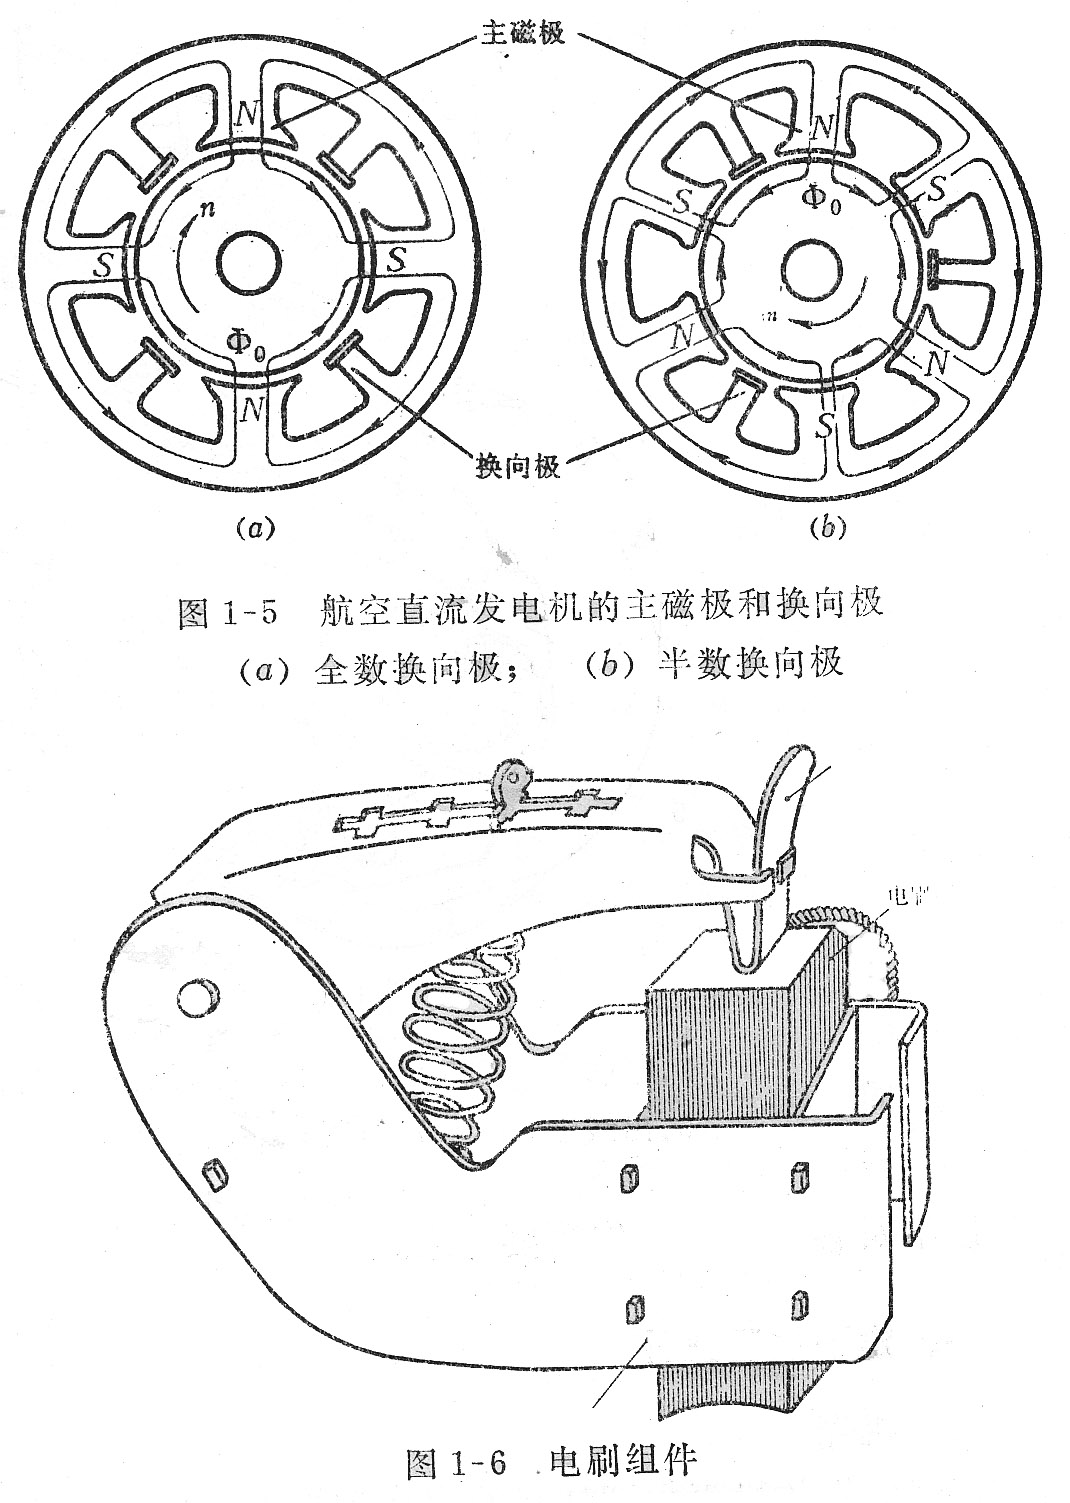 主磁极
N
N
n
Φ₀
S
S
S
S
Φ₀
n
N
N
N
S
换向极
(a)
(b)
图 1-5 航空直流发电机的主磁极和换向极
(a) 全数换向极; (b) 半数换向极
电
图 1-6 电刷组件